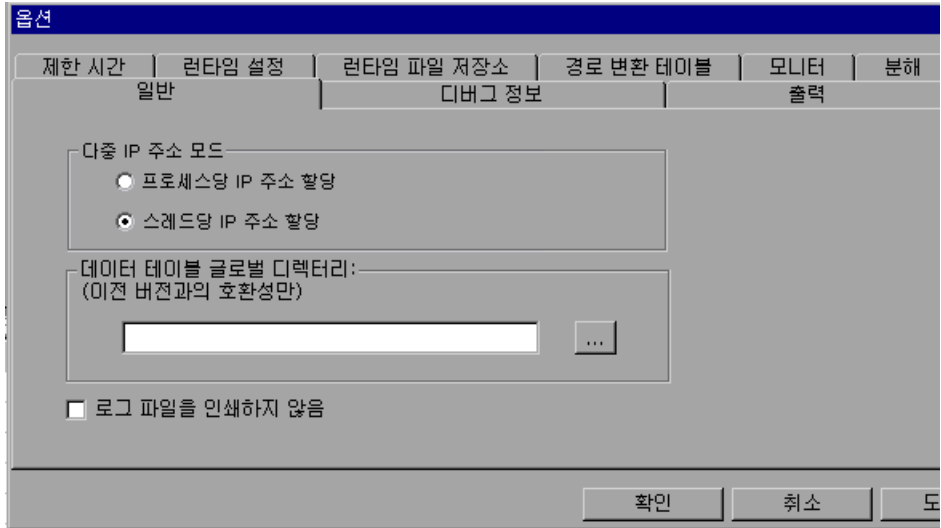 옵션
제한 시간 런타임 설정 런타임 파일 저장소 경로 변환 테이블 모니터 분해
일반 디버그 정보 출력
다중 IP 주소 모드
프로세스당 IP 주소 할당
스레드당 IP 주소 할당
데이터 테이블 글로벌 디렉터리:
(이전 버전과의 호환성만)
...
로그 파일을 인쇄하지 않음
확인 취소 도